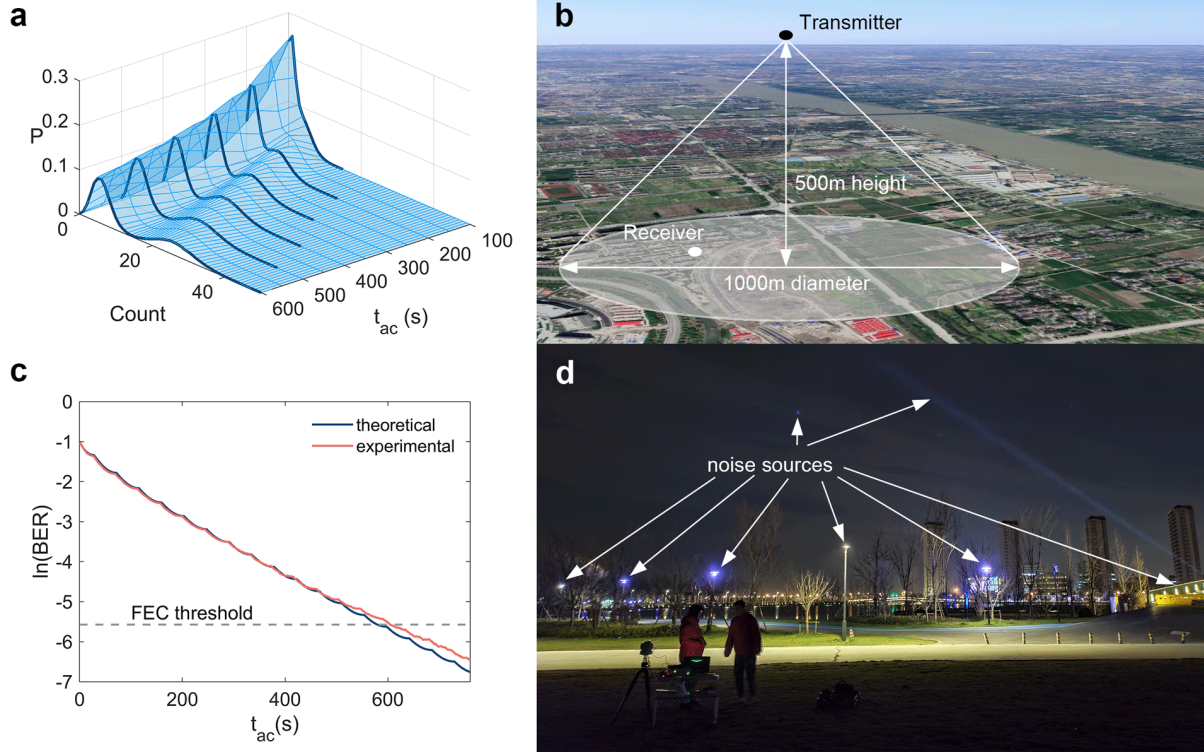 a
0.3
0.2
P
0.1
0
0
20
40
Count
600
500
400
300
200
100
t_ac (s)
b
Transmitter
500m height
Receiver
1000m diameter
c
0
-1
-2
-3
-4
-5
-6
-7
ln(BER)
theoretical
experimental
FEC threshold
0
200
400
600
t_ac(s)
d
noise sources